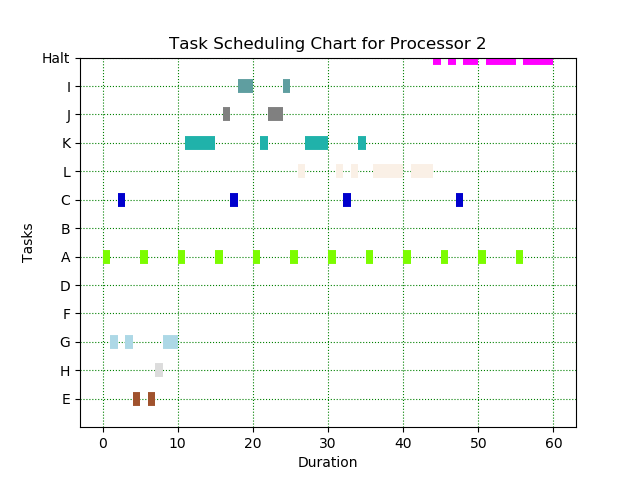 Task Scheduling Chart for Processor 2
Halt
I
J
K
L
C
B
A
D
F
G
H
E
Tasks
0 10 20 30 40 50 60
Duration